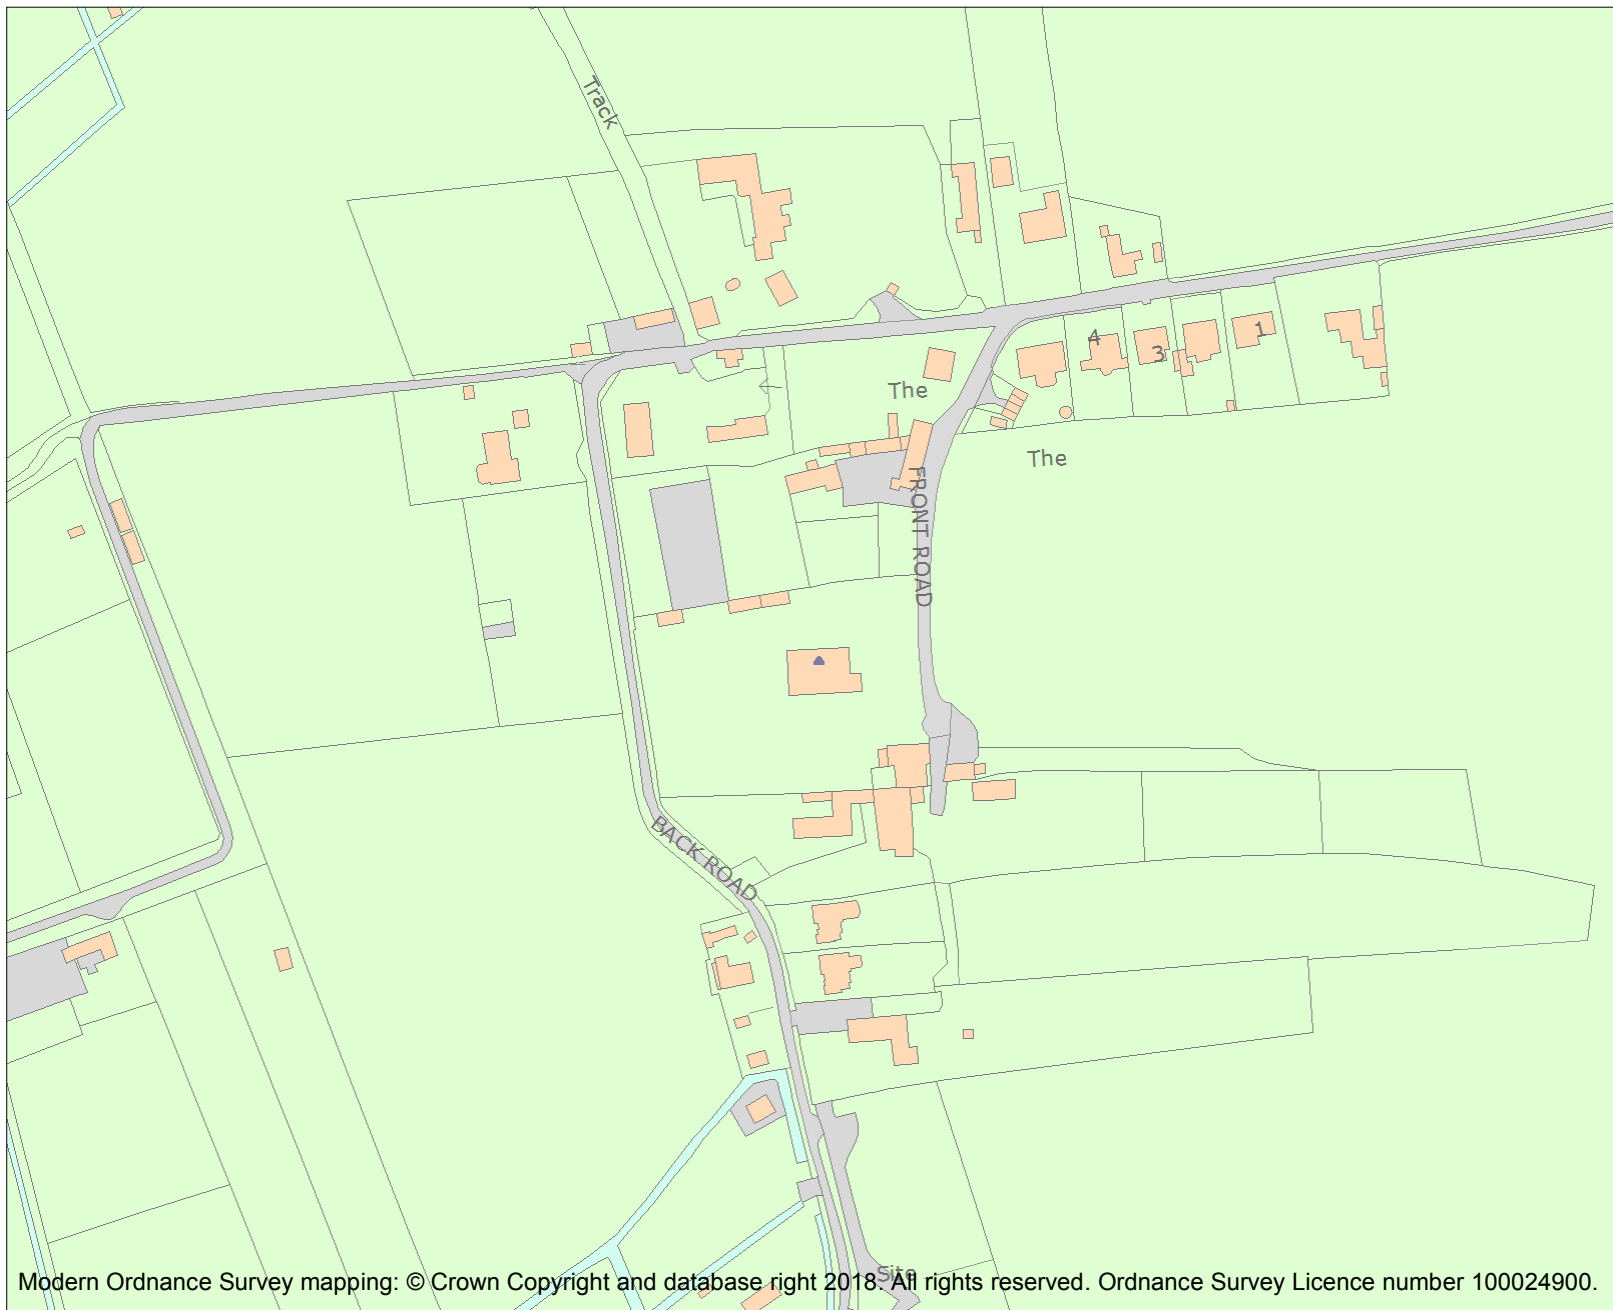 Track
4
3
1
The
The
FRONT ROAD
BACK ROAD
Site
Modern Ordnance Survey mapping: © Crown Copyright and database right 2018. All rights reserved. Ordnance Survey Licence number 100024900.